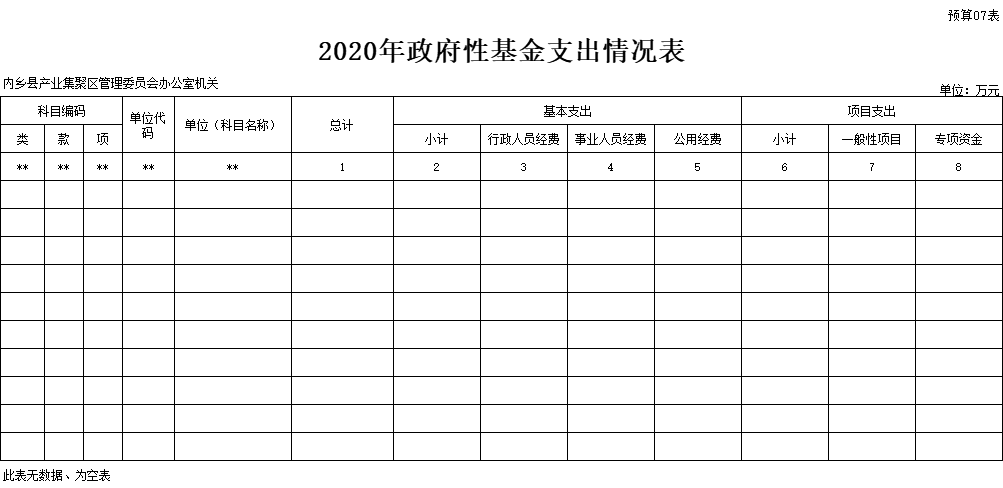 预算07表
2020年政府性基金支出情况表
内乡县产业集聚区管理委员会办公室机关
单位：万元
科目编码 单位代码 单位（科目名称） 总计 基本支出 项目支出
类 款 项 小计 行政人员经费 事业人员经费 公用经费 小计 一般性项目 专项资金
** ** ** ** ** 1 2 3 4 5 6 7 8
此表无数据、为空表